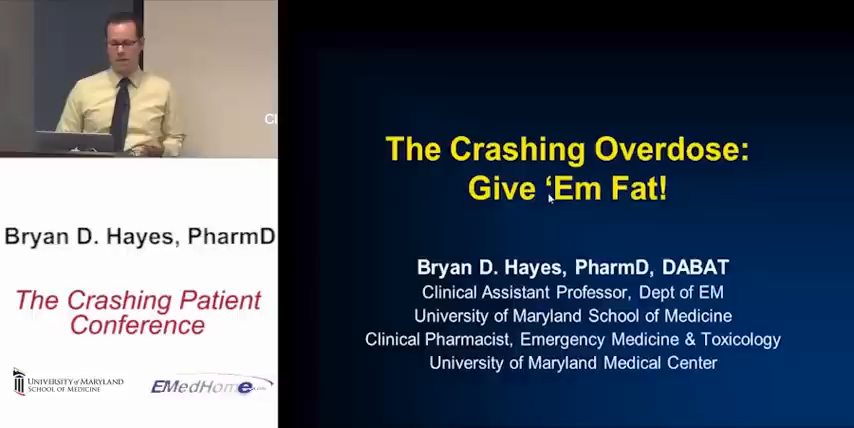 Cl
Bryan D. Hayes, PharmD
The Crashing Patient
Conference
UNIVERSITY OF MARYLAND
SCHOOL OF MEDICINE
EMedHome.com
The Crashing Overdose:
Give ‘Em Fat!
Bryan D. Hayes, PharmD, DABAT
Clinical Assistant Professor, Dept of EM
University of Maryland School of Medicine
Clinical Pharmacist, Emergency Medicine & Toxicology
University of Maryland Medical Center